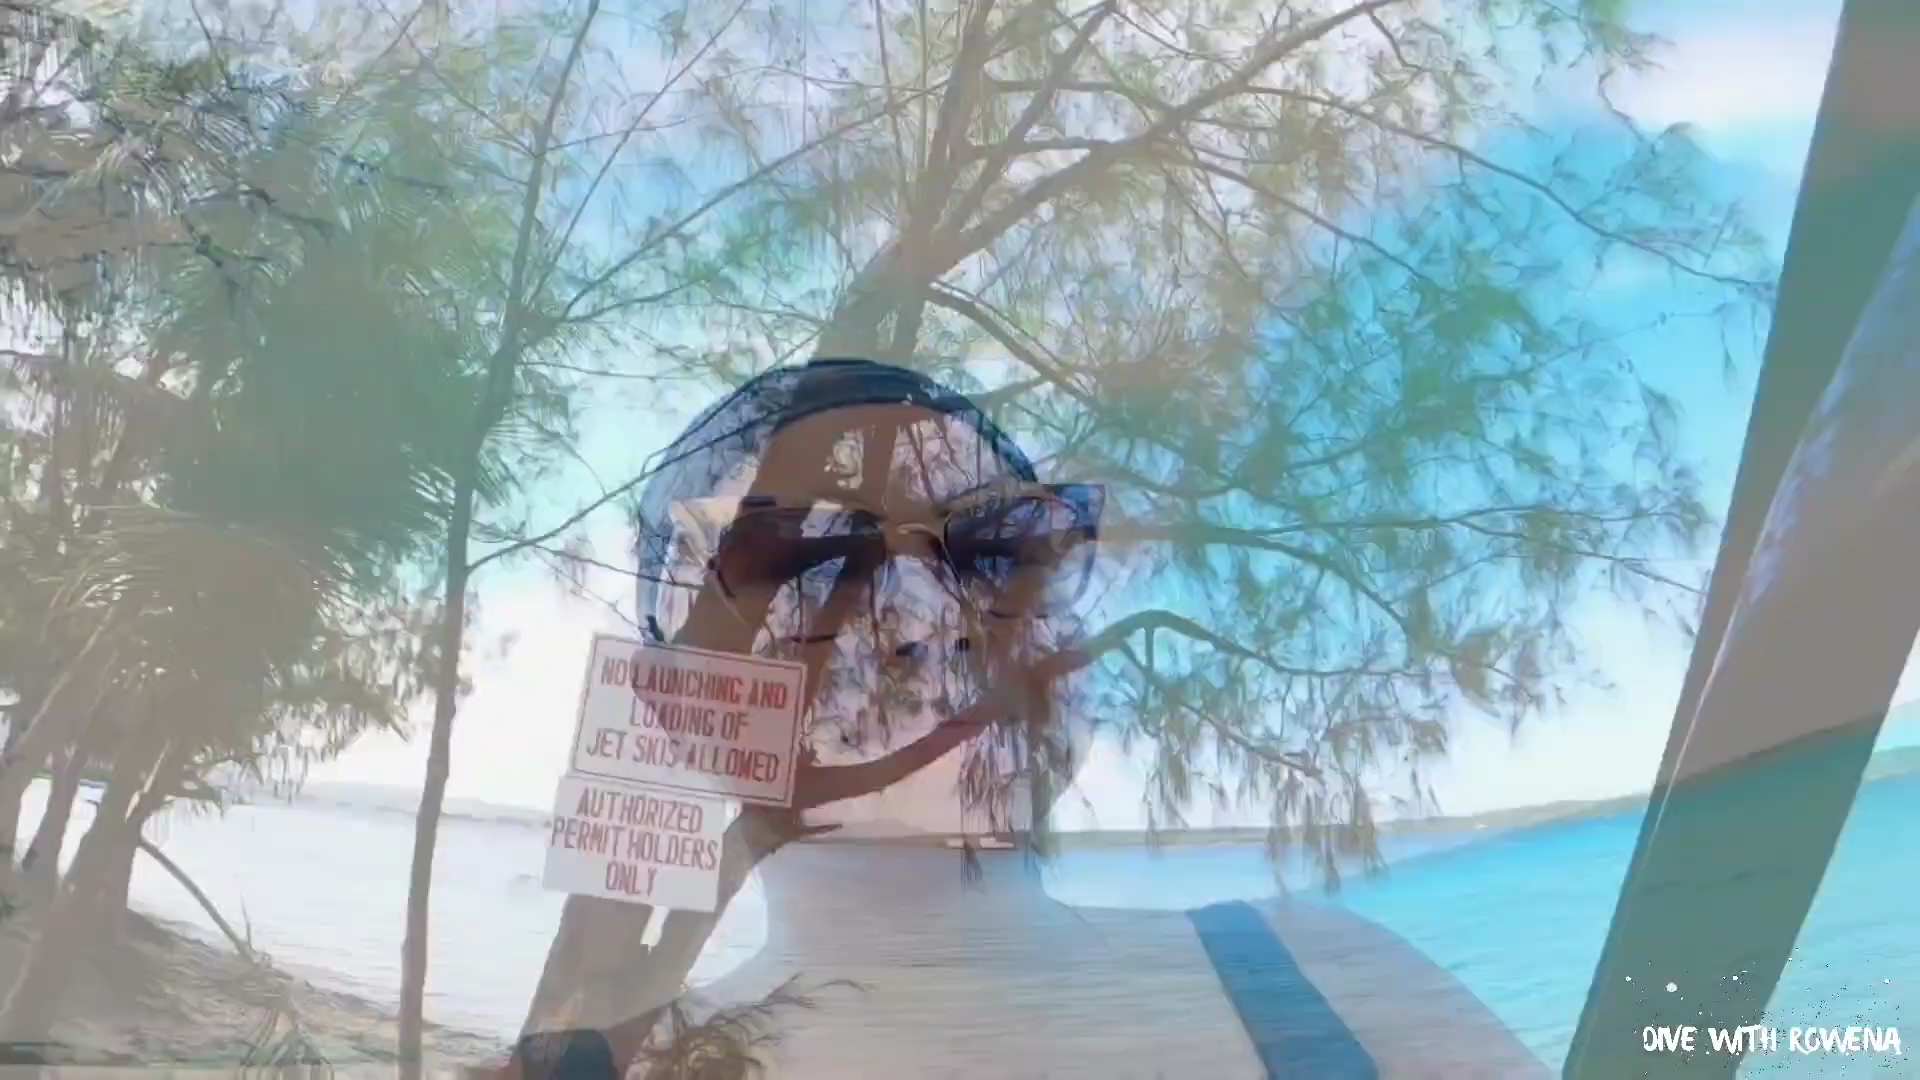 NO LAUNCHING AND
LOADING OF
JET SKIS ALLOWED
AUTHORIZED
PERMIT HOLDERS
ONLY
DIVE WITH ROWENA